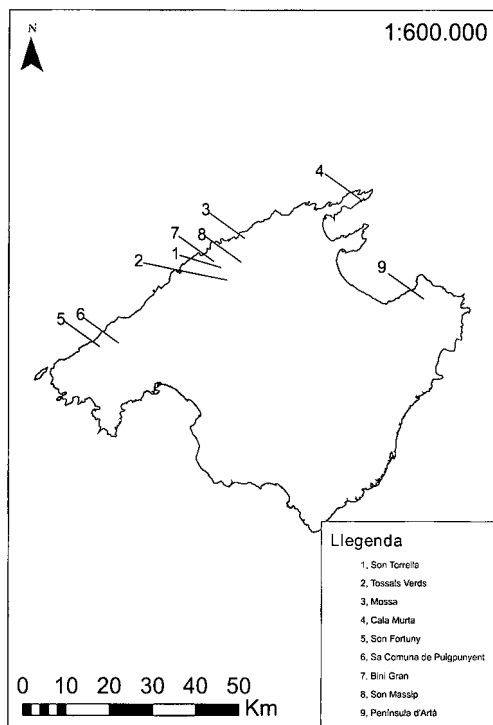 N
1:600.000
4
3
7
8
1
2
9
6
5
Llegenda
1, Son Torrella
2, Tossals Verds
3, Mossa
4, Cala Murta
5, Son Fortuny
6, Sa Comuna de Puigpunyent
7, Bini Gran
8, Son Massip
9, Península d'Artà
0 10 20 30 40 50
Km